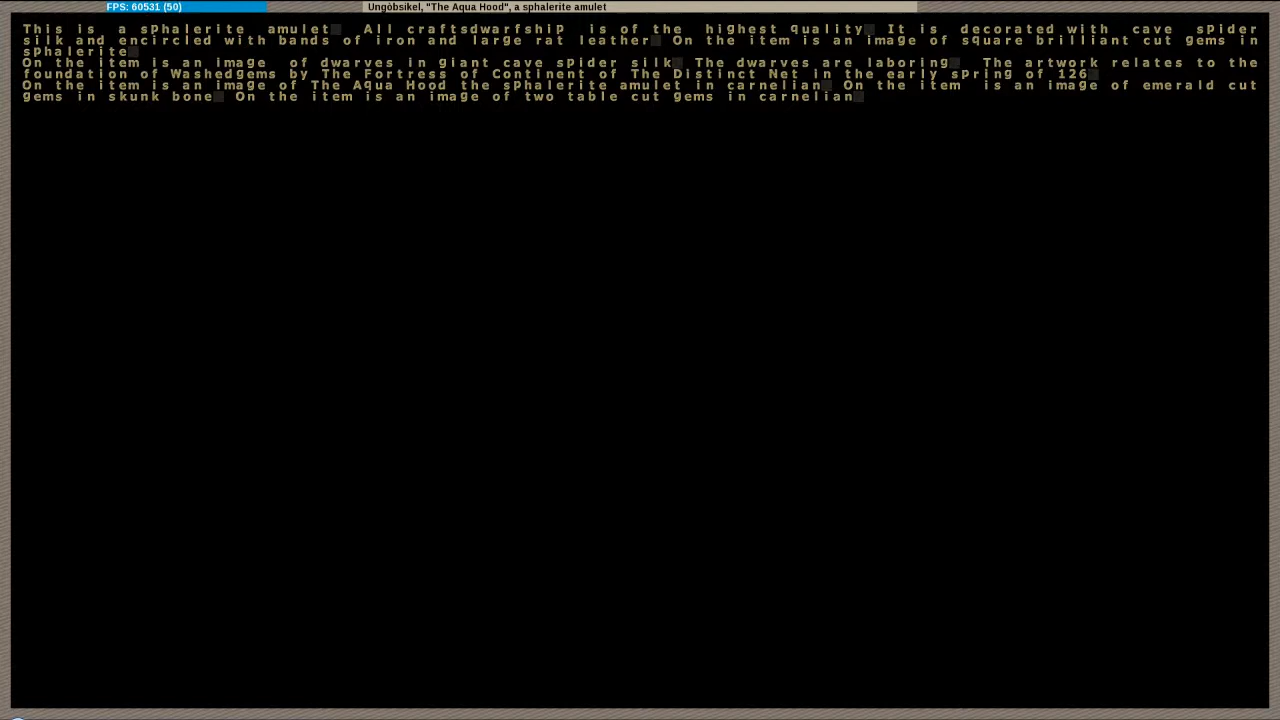 FPS: 60531 (50)
Ungòbsikel, "The Aqua Hood", a sphalerite amulet
This is a sphalerite amulet. All craftsdwarfship is of the highest quality. It is decorated with cave spider
silk and encircled with bands of iron and large rat leather. On the item is an image of square brilliant cut gems in
sphalerite.
On the item is an image of dwarves in giant cave spider silk. The dwarves are laboring. The artwork relates to the
foundation of Washedgems by The Fortress of Continent of The Distinct Net in the early spring of 126.
On the item is an image of The Aqua Hood the sphalerite amulet in carnelian. On the item is an image of emerald cut
gems in skunk bone. On the item is an image of two table cut gems in carnelian.